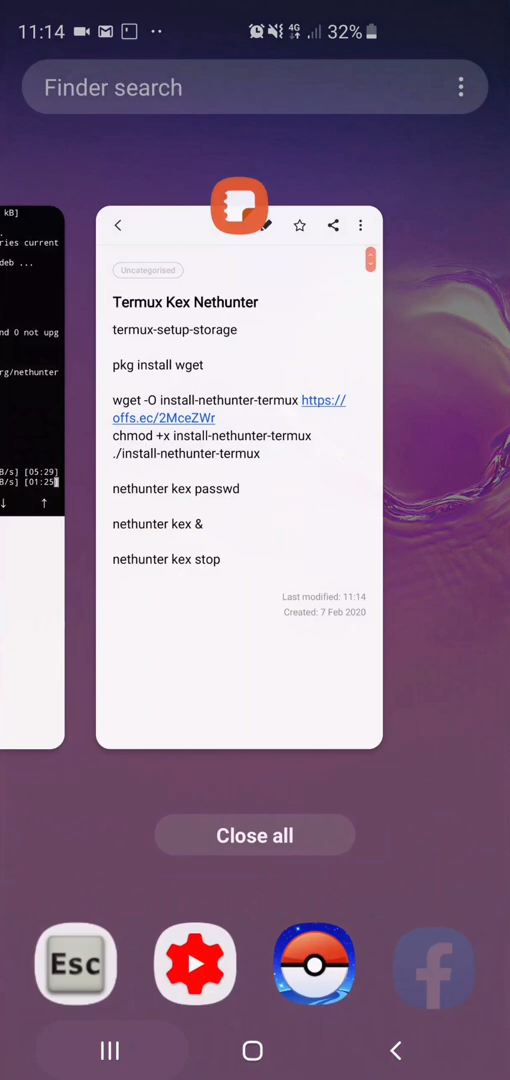 11:14
4G
32%
Finder search
kB]
.
ries current
deb ...
nd 0 not upg
rg/nethunter
B/s] [05:29]
B/s] [01:25
↓ ↑
Uncategorised
Termux Kex Nethunter
termux-setup-storage
pkg install wget
wget -O install-nethunter-termux https://
offs.ec/2MceZWr
chmod +x install-nethunter-termux
./install-nethunter-termux
nethunter kex passwd
nethunter kex &
nethunter kex stop
Last modified: 11:14
Created: 7 Feb 2020
Close all
Esc